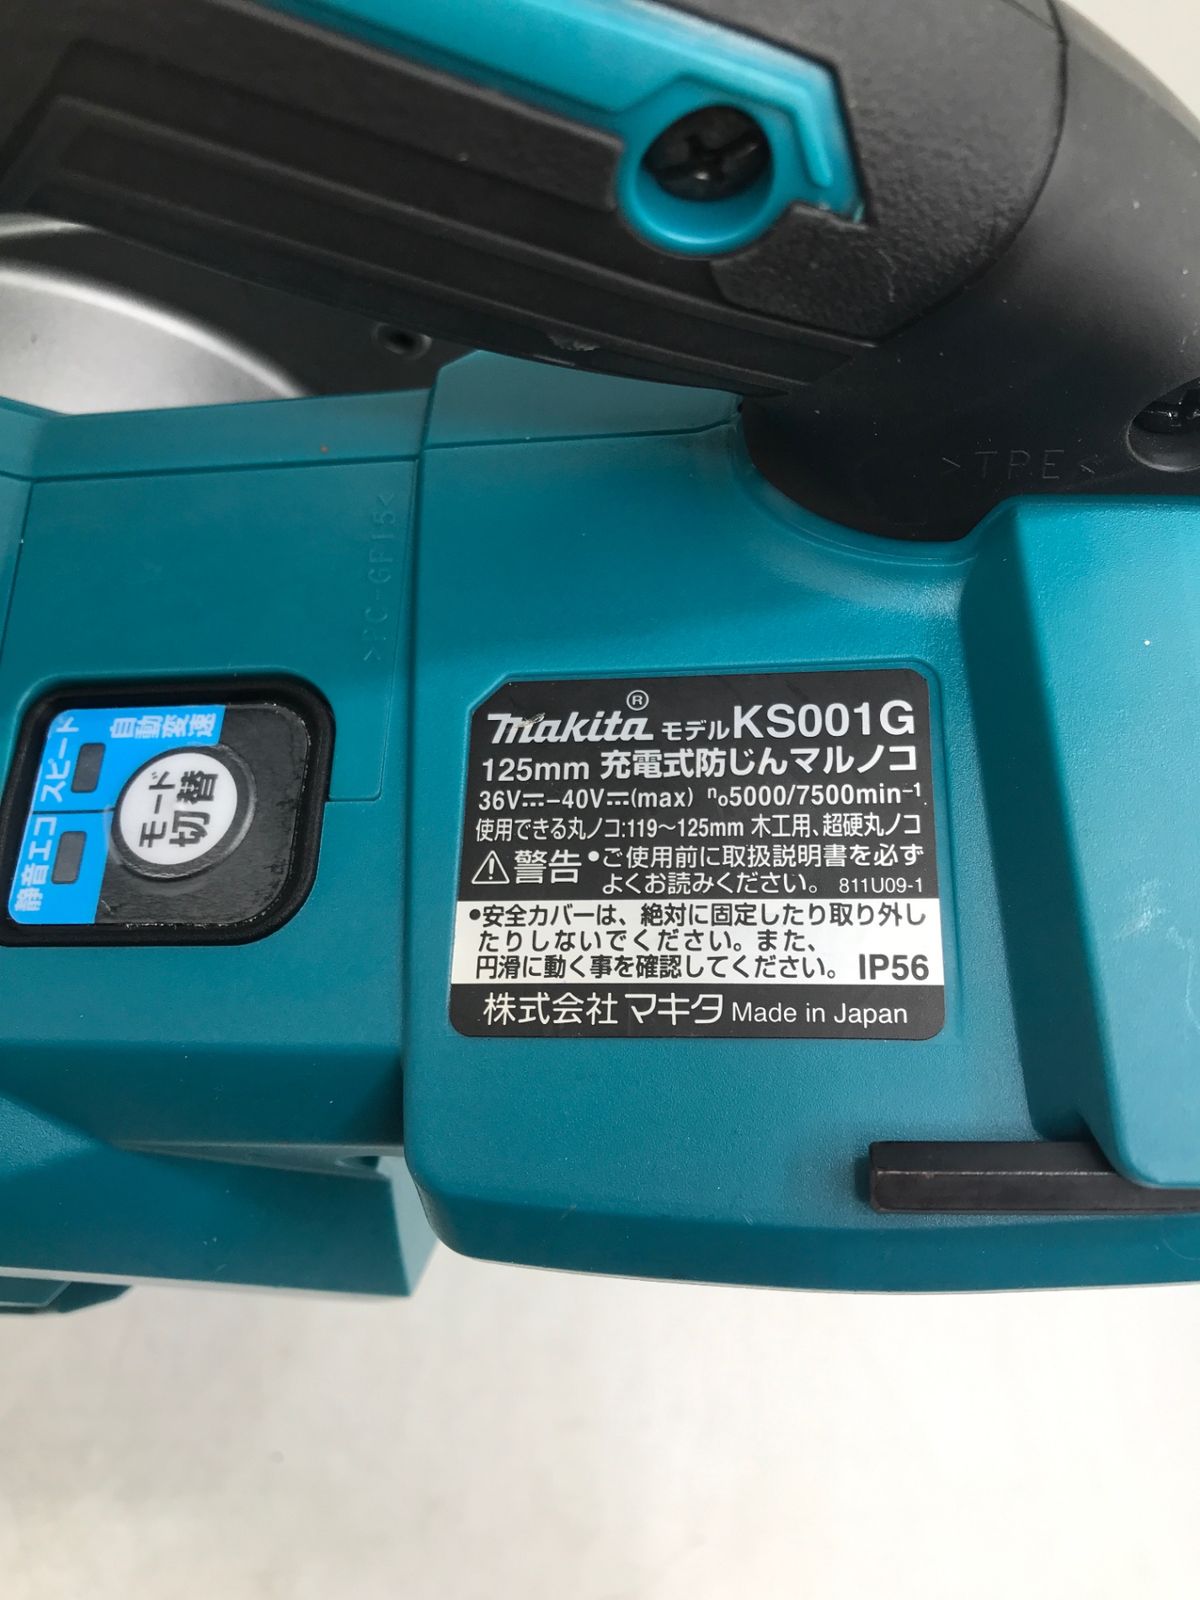 >TPE<
>PC-GF15<
自動変速
スピード
静音エコ
モード
切替
makita® モデルKS001G
125mm 充電式防じんマルノコ
36V⎓-40V⎓(max) n₀5000/7500min⁻¹
使用できる丸ノコ:119～125mm 木工用、超硬丸ノコ
⚠警告 •ご使用前に取扱説明書を必ず
よくお読みください。 811U09-1
•安全カバーは、絶対に固定したり取り外し
たりしないでください。また、
円滑に動く事を確認してください。 IP56
株式会社 マキタ Made in Japan